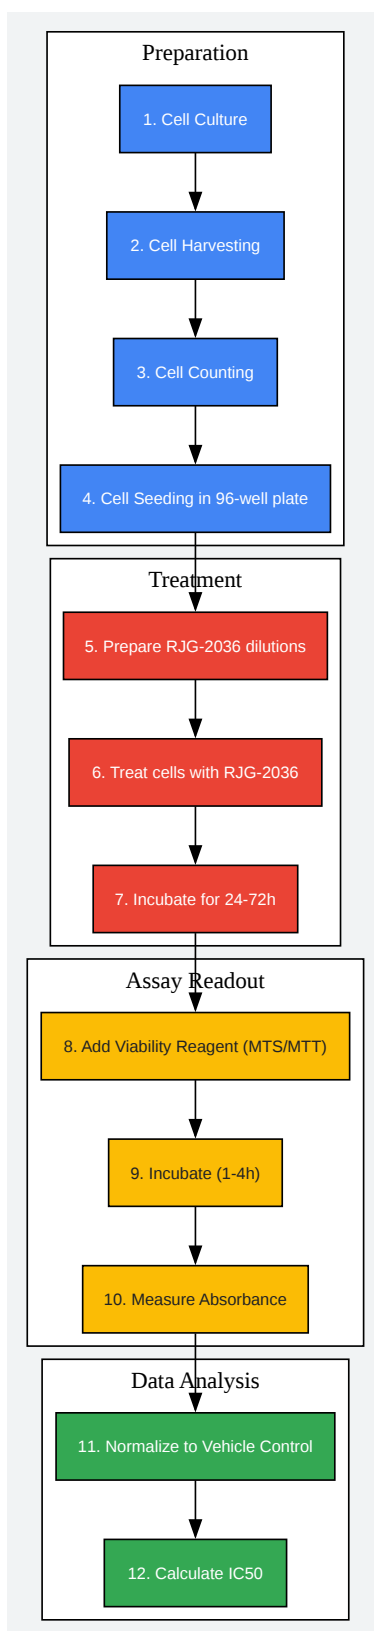 Preparation
1. Cell Culture
2. Cell Harvesting
3. Cell Counting
4. Cell Seeding in 96-well plate
Treatment
5. Prepare RJG-2036 dilutions
6. Treat cells with RJG-2036
7. Incubate for 24-72h
Assay Readout
8. Add Viability Reagent (MTS/MTT)
9. Incubate (1-4h)
10. Measure Absorbance
Data Analysis
11. Normalize to Vehicle Control
12. Calculate IC50